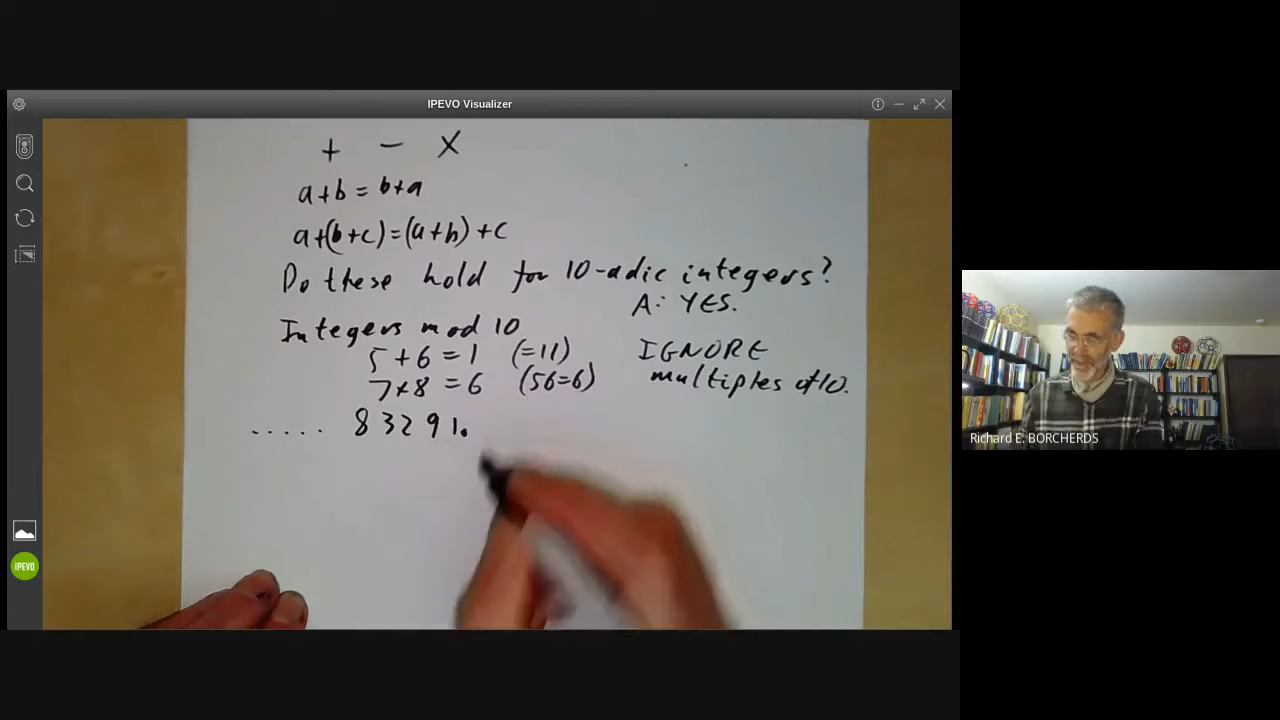 IPEVO Visualizer
+ − ×
a+b = b+a
a+(b+c)=(a+b)+c
Do these hold for 10-adic integers?
A: YES.
Integers mod 10
5+6 = 1 (=11)
7×8 = 6 (56=6)
IGNORE
multiples of 10.
..... 83291.
IPEVO
Richard E. BORCHERDS